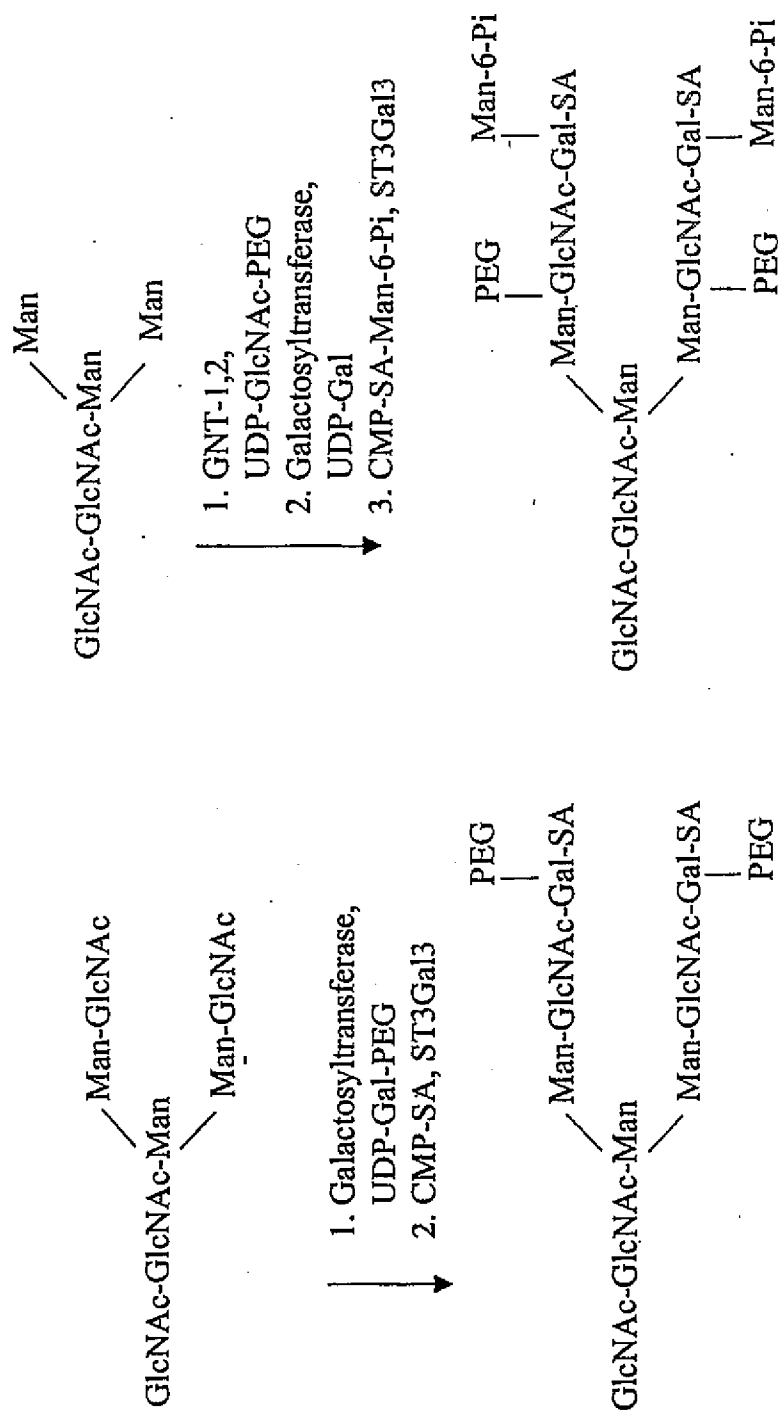 Man-GlcNAc
GlcNAc-GlcNAc-Man
Man-GlcNAc
1. Galactosyltransferase,
UDP-Gal-PEG
2. CMP-SA, ST3Gal3
PEG
Man-GlcNAc-Gal-SA
GlcNAc-GlcNAc-Man
Man-GlcNAc-Gal-SA
PEG
Man
GlcNAc-GlcNAc-Man
Man
1. GNT-1,2,
UDP-GlcNAc-PEG
2. Galactosyltransferase,
UDP-Gal
3. CMP-SA-Man-6-Pi, ST3Gal3
PEG Man-6-Pi
Man-GlcNAc-Gal-SA
GlcNAc-GlcNAc-Man
Man-GlcNAc-Gal-SA
PEG Man-6-Pi